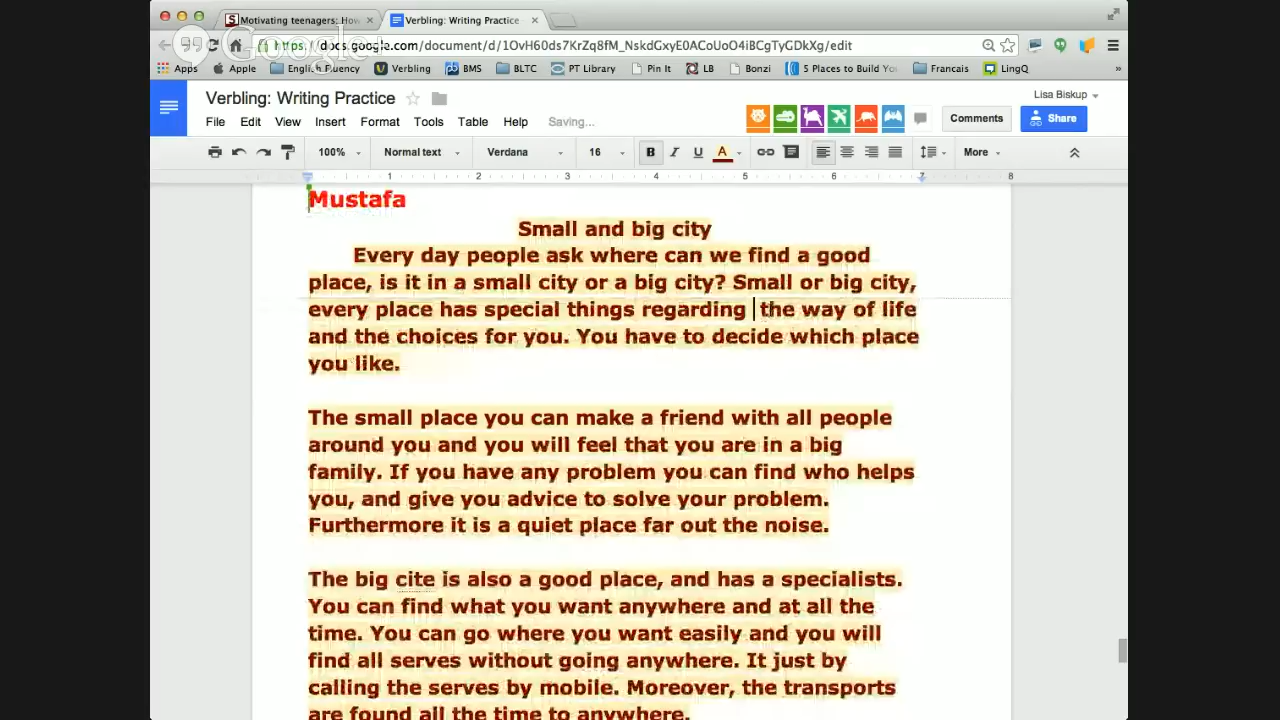 Motivating teenagers: How
Verbling: Writing Practice
Google+
https://docs.google.com/document/d/1OvH60ds7KrZq8fM_NskdGxyE0ACoUoO4iBCgTyGDkXg/edit
Apps Apple English Fluency Verbling BMS BLTC PT Library Pin It LB Bonzi 5 Places to Build Francais LingQ »
Verbling: Writing Practice
Lisa Biskup
File Edit View Insert Format Tools Table Help Saving...
Comments Share
100% Normal text Verdana 16 B I U A More
1 2 3 4 5 6 7 8
Mustafa
Small and big city
Every day people ask where can we find a good
place, is it in a small city or a big city? Small or big city,
every place has special things regarding the way of life
and the choices for you. You have to decide which place
you like.
The small place you can make a friend with all people
around you and you will feel that you are in a big
family. If you have any problem you can find who helps
you, and give you advice to solve your problem.
Furthermore it is a quiet place far out the noise.
The big cite is also a good place, and has a specialists.
You can find what you want anywhere and at all the
time. You can go where you want easily and you will
find all serves without going anywhere. It just by
calling the serves by mobile. Moreover, the transports
are found all the time to anywhere.